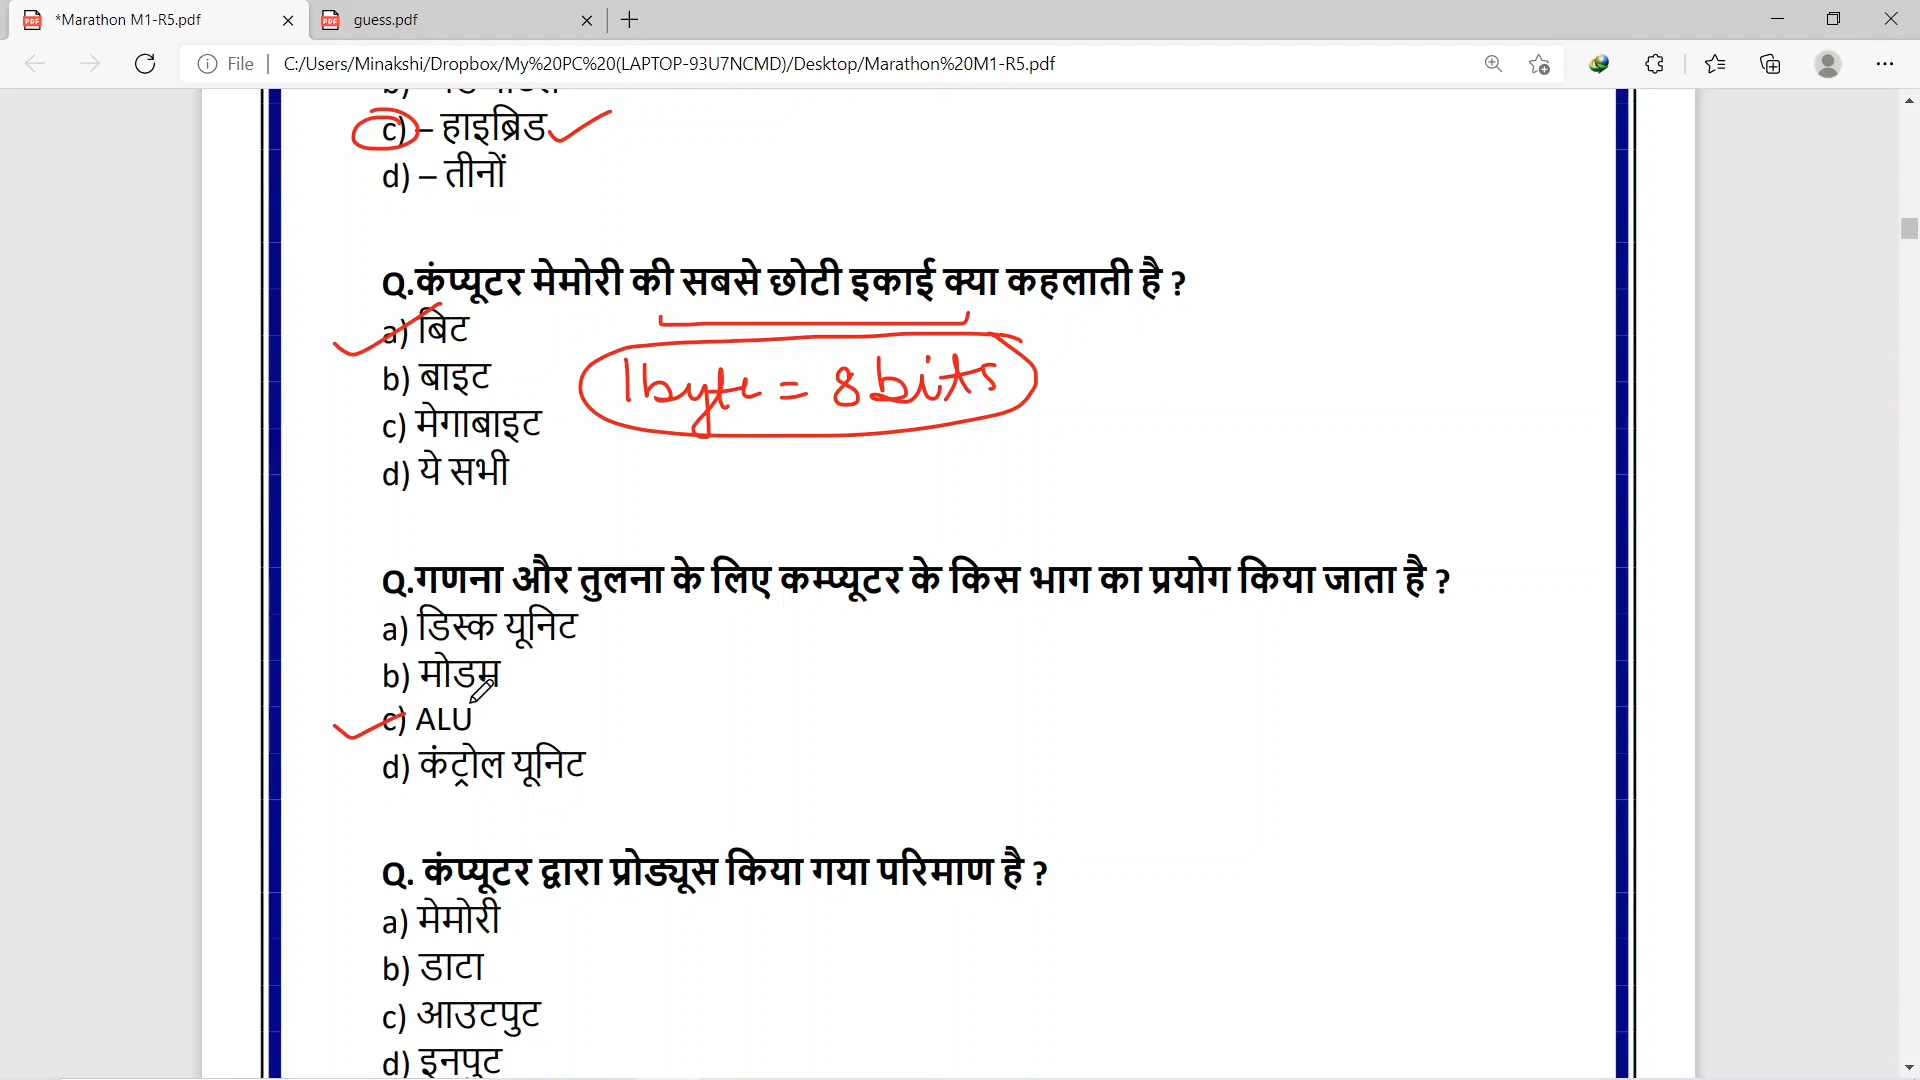 *Marathon M1-R5.pdf
guess.pdf
File
C:/Users/Minakshi/Dropbox/My%20PC%20(LAPTOP-93U7NCMD)/Desktop/Marathon%20M1-R5.pdf
c) – हाइब्रिड
d) – तीनों
Q.कंप्यूटर मेमोरी की सबसे छोटी इकाई क्या कहलाती है ?
a) बिट
b) बाइट
1byte = 8 bits
c) मेगाबाइट
d) ये सभी
Q.गणना और तुलना के लिए कम्प्यूटर के किस भाग का प्रयोग किया जाता है ?
a) डिस्क यूनिट
b) मोडम
c) ALU
d) कंट्रोल यूनिट
Q. कंप्यूटर द्वारा प्रोड्यूस किया गया परिमाण है ?
a) मेमोरी
b) डाटा
c) आउटपुट
d) इनपुट